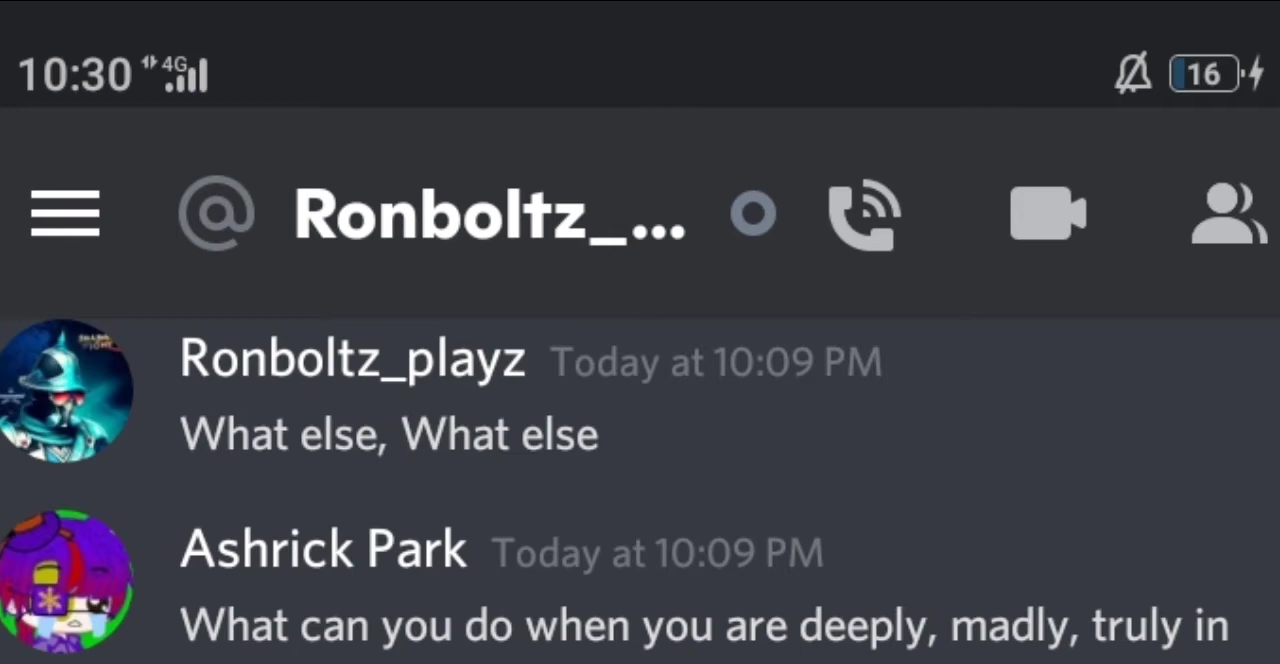 10:30 4G 16
@ Ronboltz_...
Ronboltz_playz Today at 10:09 PM
What else, What else
Ashrick Park Today at 10:09 PM
What can you do when you are deeply, madly, truly in